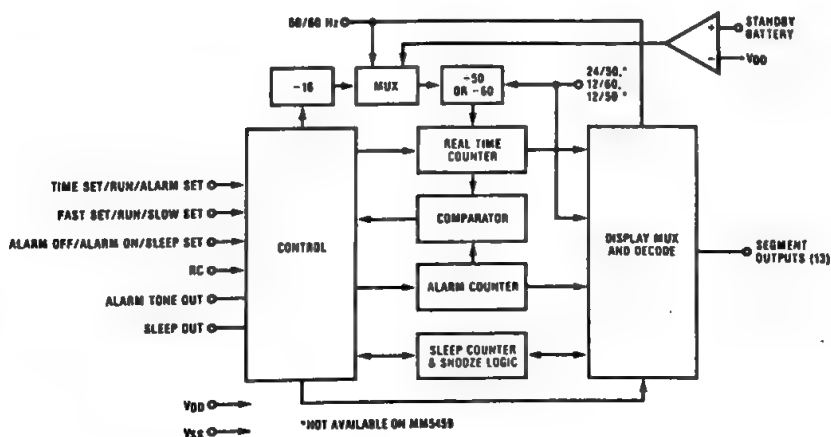 60/60 Hz
STANDBY
BATTERY
VDD
-16
MUX
-50
OR -60
24/50,*
12/60,
12/50*
REAL TIME
COUNTER
TIME SET/RUN/ALARM SET
FAST SET/RUN/SLOW SET
ALARM OFF/ALARM ON/SLEEP SET
RC
ALARM TONE OUT
SLEEP OUT
CONTROL
COMPARATOR
DISPLAY MUX
AND DECODE
SEGMENT
OUTPUTS (13)
ALARM COUNTER
SLEEP COUNTER
& SNOOZE LOGIC
VDD
VSS
*NOT AVAILABLE ON MM5459